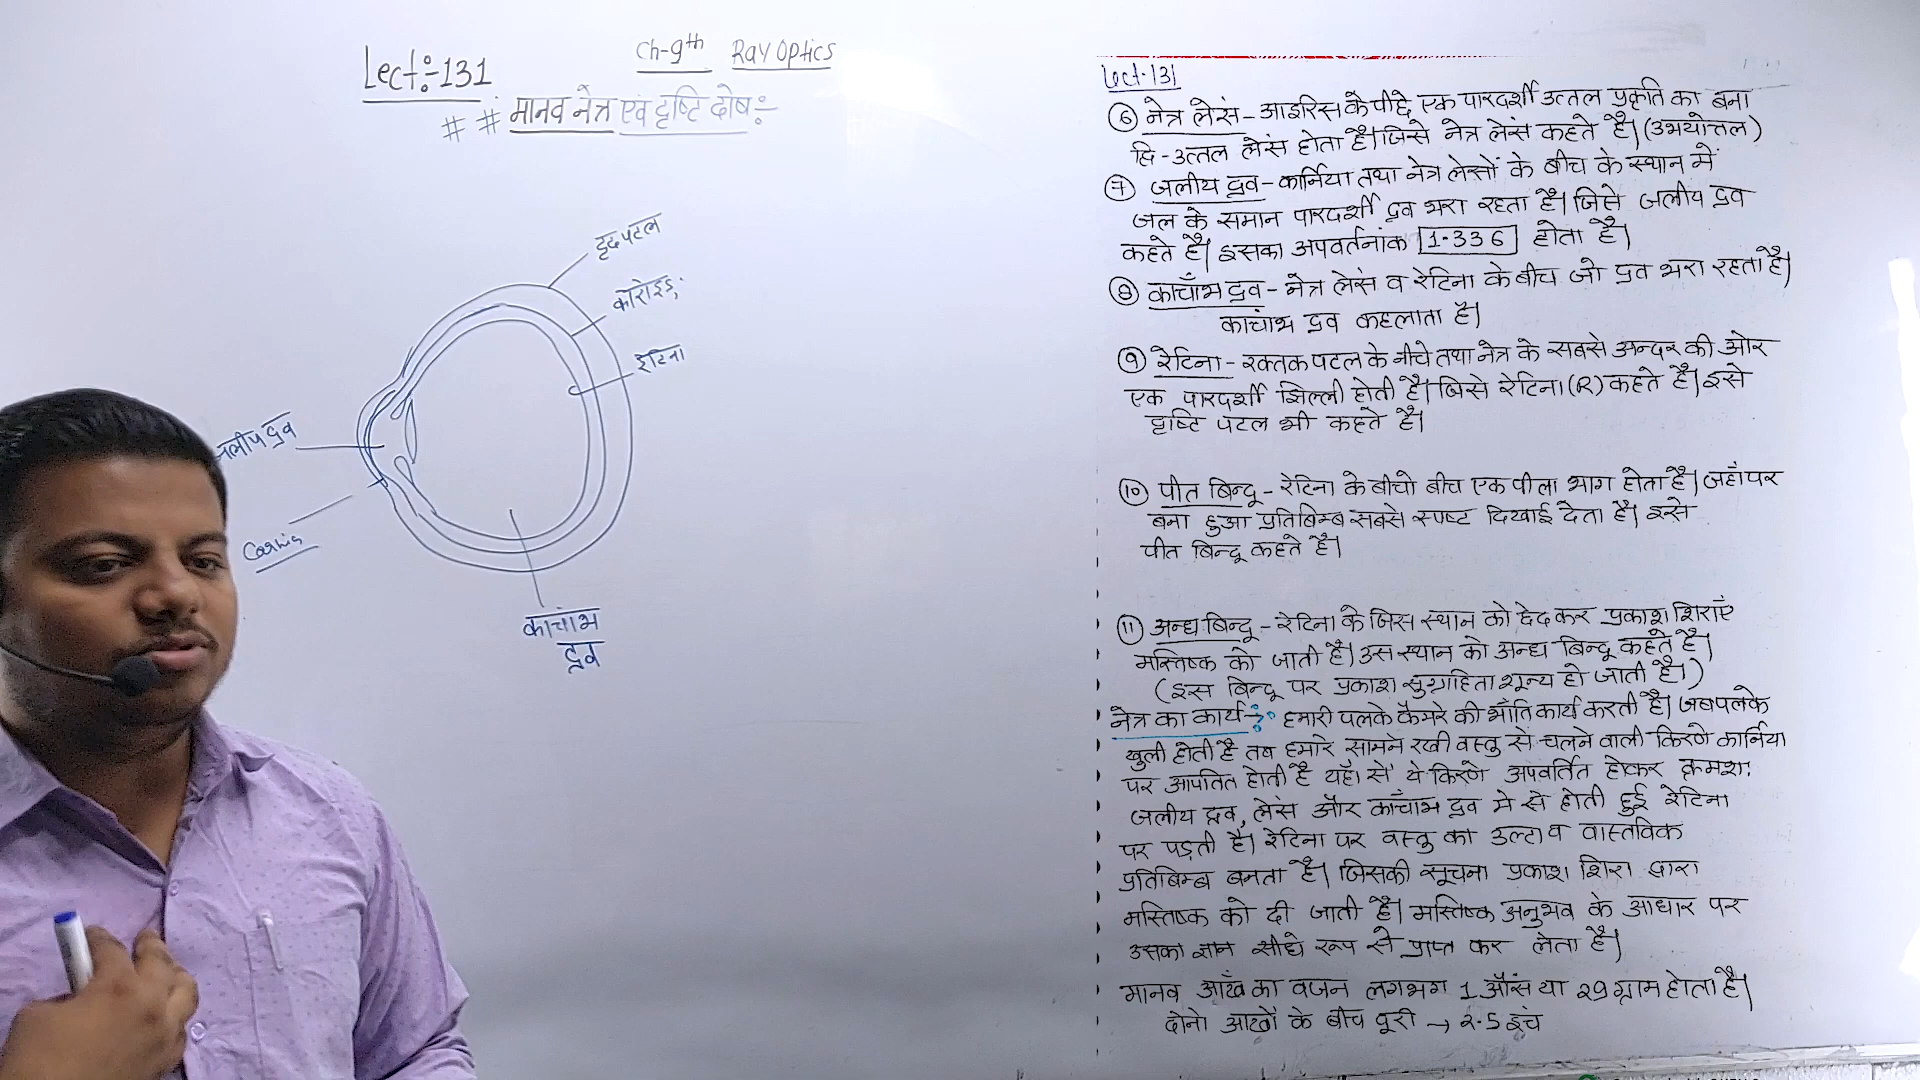 Lect:-131
Ch-9th Ray Optics
# # मानव नेत्र एवं दृष्टि दोष:-
दृढ़पटल
कोरोइड
रेटिना
जलीय द्रव
Cornia
काचांभ
द्रव
Lect-131
⑥ नेत्र लेसं - आइरिस के पीछे एक पारदर्शी उत्तल प्रकृति का बना
द्वि-उत्तल लेसं होता है। जिसे नेत्र लेसं कहते है। (उभयोत्तल)
⑦ जलीय द्रव - कार्निया तथा नेत्र लेसों के बीच के स्थान में
जल के समान पारदर्शी द्रव भरा रहता है। जिसे जलीय द्रव
कहते है। इसका अपवर्तनांक 1.336 होता है।
⑧ काचाँभ द्रव - नेत्र लेसं व रेटिना के बीच जो द्रव भरा रहता है।
काचांभ द्रव कहलाता है।
⑨ रेटिना - रक्तक पटल के नीचे तथा नेत्र के सबसे अन्दर की ओर
एक पारदर्शी झिल्ली होती है। जिसे रेटिना (R) कहते है। इसे
दृष्टि पटल भी कहते है।
⑩ पीत बिन्दू - रेटिना के बीचो बीच एक पीला भाग होता है। जहाँ पर
बना हुआ प्रतिबिम्ब सबसे स्पष्ट दिखाई देता है। इसे
पीत बिन्दू कहते है।
⑪ अन्ध बिन्दू - रेटिना के जिस स्थान को छेद कर प्रकाश शिराएँ
मस्तिष्क को जाती है। उस स्थान को अन्ध बिन्दू कहते है।
(इस बिन्दू पर प्रकाश सुग्राहिता शून्य हो जाती है।)
नेत्र का कार्य → हमारी पलके कैमरे की भाँति कार्य करती है। जब पलके
खुली होती है तब हमारे सामने रखी वस्तु से चलने वाली किरणे कार्निया
पर आपतित होती है यहाँ से ये किरणे अपवर्तित होकर क्रमश:
जलीय द्रव, लेंस और काँचाभ द्रव मे से होती हुई रेटिना
पर पड़ती है। रेटिना पर वस्तु का उल्टा व वास्तविक
प्रतिबिम्ब बनता है। जिसकी सूचना प्रकाश शिरा द्वारा
मस्तिष्क को दी जाती है। मस्तिष्क अनुभव के आधार पर
उसका ज्ञान सीधे रूप से प्राप्त कर लेता है।
मानव आँख का वजन लगभग 1 औंस या 29 ग्राम होता है।
दोनो आखों के बीच दूरी → 2.5 इंच